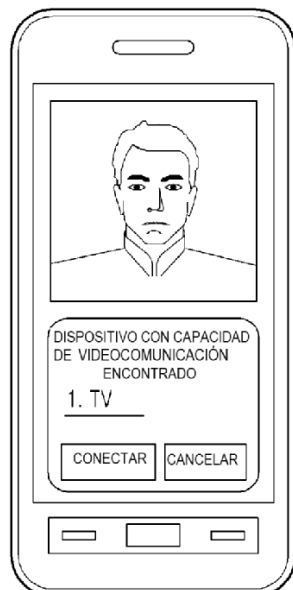 DISPOSITIVO CON CAPACIDAD
DE VIDEOCOMUNICACIÓN
ENCONTRADO
1. TV
CONECTAR CANCELAR